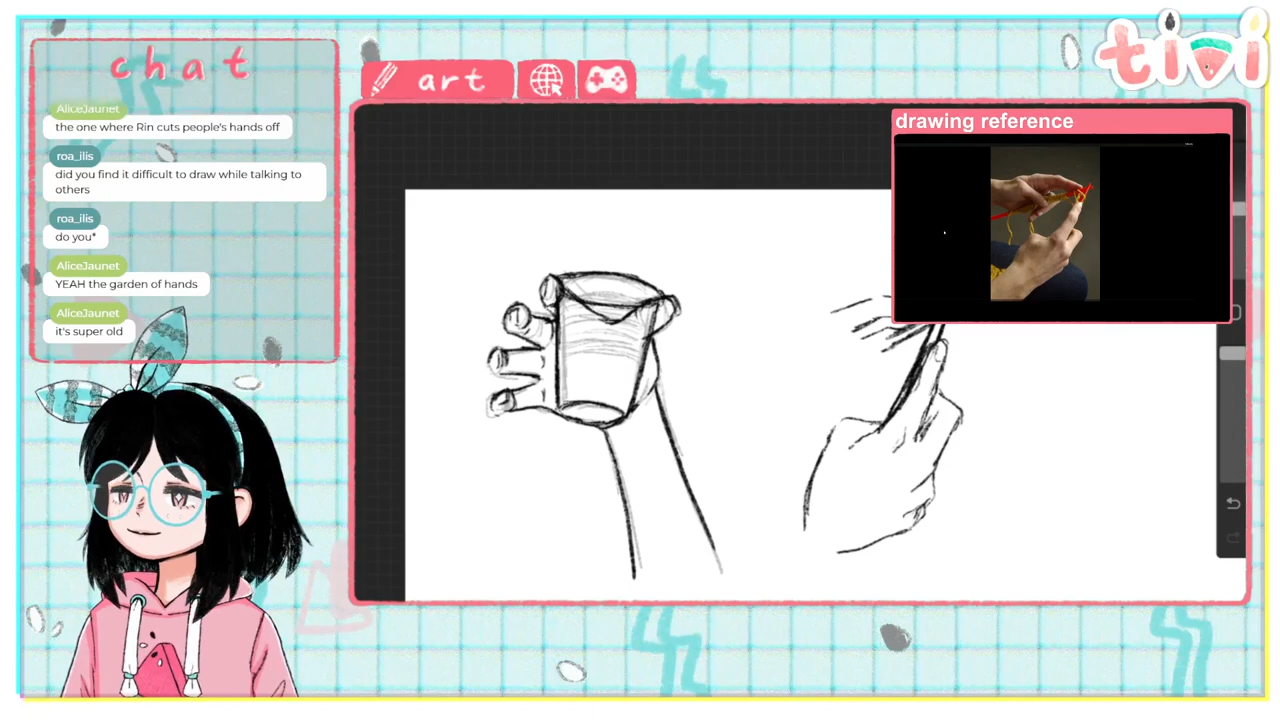 chat
AliceJaunet
the one where Rin cuts people's hands off
roa_ilis
did you find it difficult to draw while talking to
others
roa_ilis
do you*
AliceJaunet
YEAH the garden of hands
AliceJaunet
it's super old
art
drawing reference
tivi